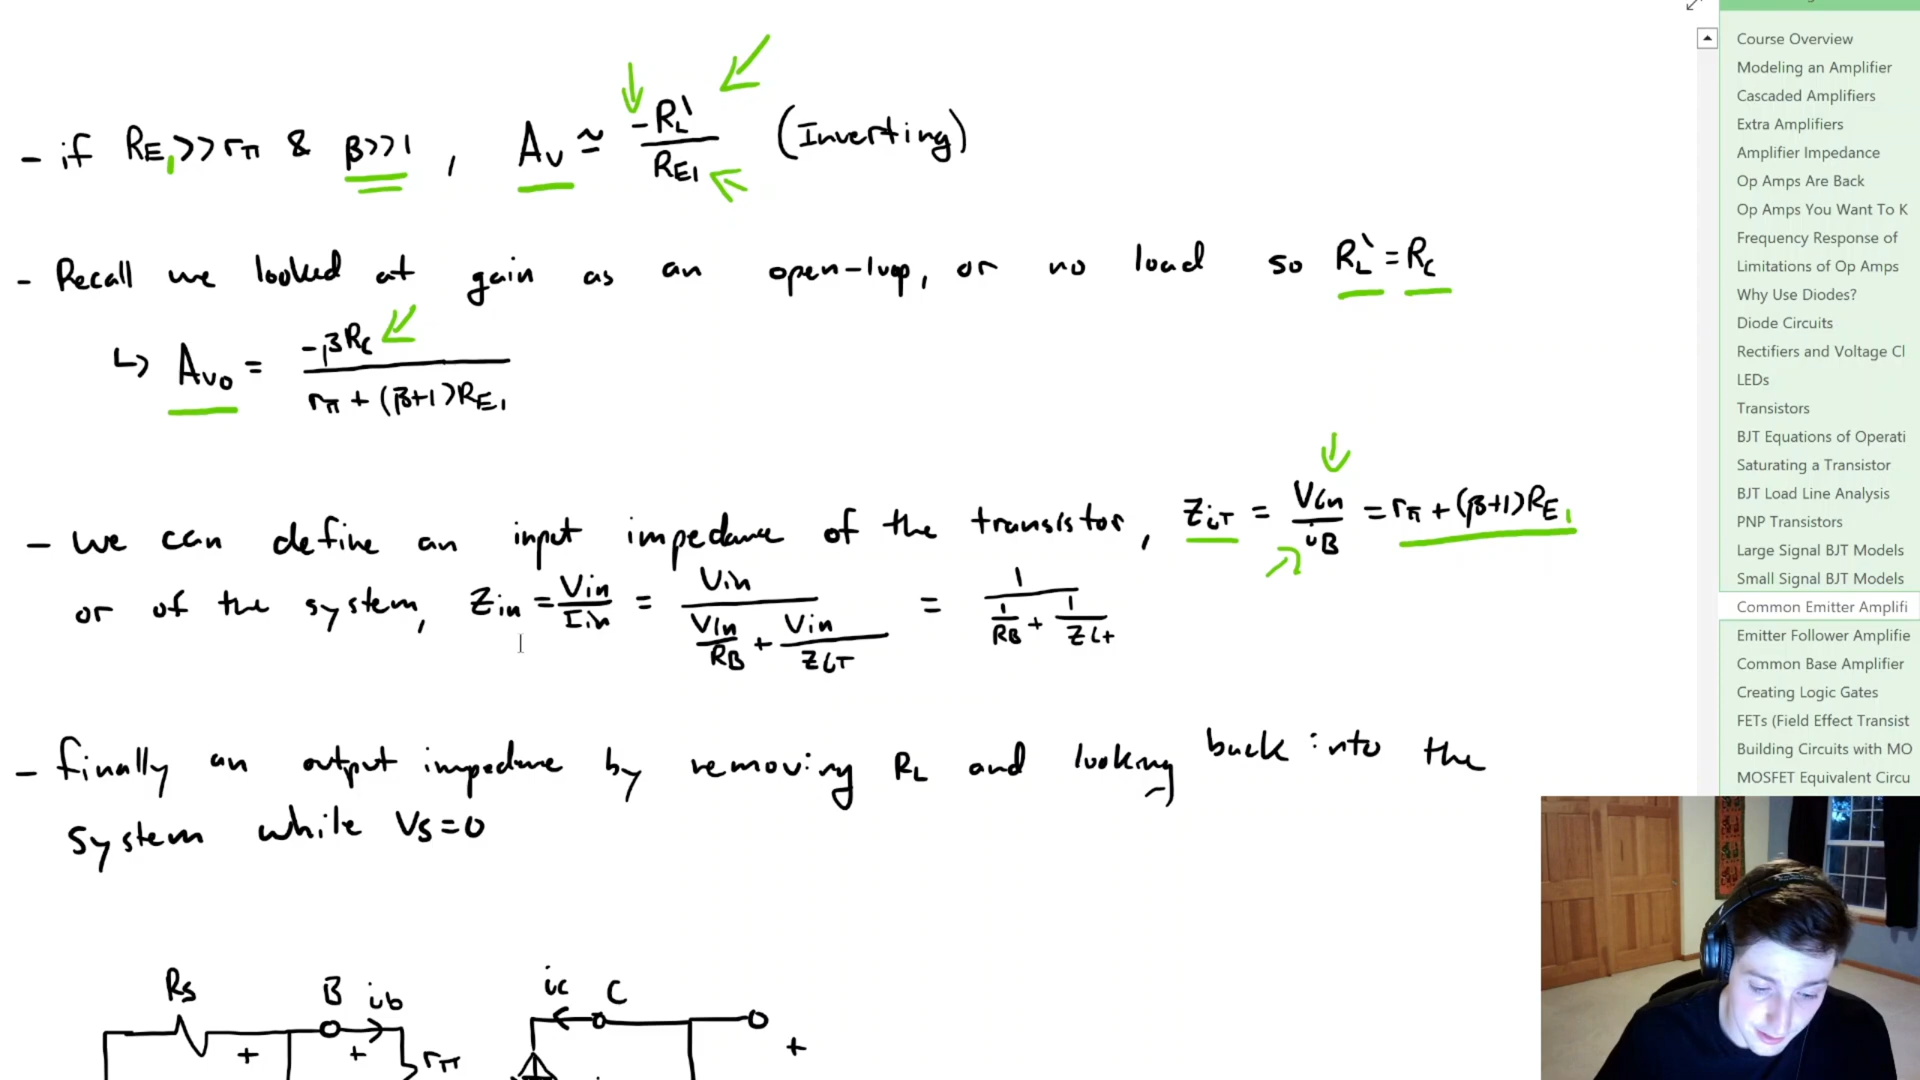 - if RE1>>rπ & β>>1, Av ≃ -RL'/RE1 (Inverting)
- Recall we looked at gain as an open-loop, or no load so RL'=RC
↳ Avo = -βRC / rπ + (β+1)RE1
- We can define an input impedance of the transistor, ZiT = Vin/iB = rπ + (β+1)RE1
or of the system, Zin = Vin/Iin = Vin / (Vin/RB + Vin/ZiT) = 1 / (1/RB + 1/Zit)
- Finally an output impedance by removing RL and looking back into the
system while Vs=0
Rs B ib ic C
+ + rπ +
Course Overview
Modeling an Amplifier
Cascaded Amplifiers
Extra Amplifiers
Amplifier Impedance
Op Amps Are Back
Op Amps You Want To K
Frequency Response of
Limitations of Op Amps
Why Use Diodes?
Diode Circuits
Rectifiers and Voltage Cl
LEDs
Transistors
BJT Equations of Operati
Saturating a Transistor
BJT Load Line Analysis
PNP Transistors
Large Signal BJT Models
Small Signal BJT Models
Common Emitter Amplifi
Emitter Follower Amplifie
Common Base Amplifier
Creating Logic Gates
FETs (Field Effect Transist
Building Circuits with MO
MOSFET Equivalent Circu